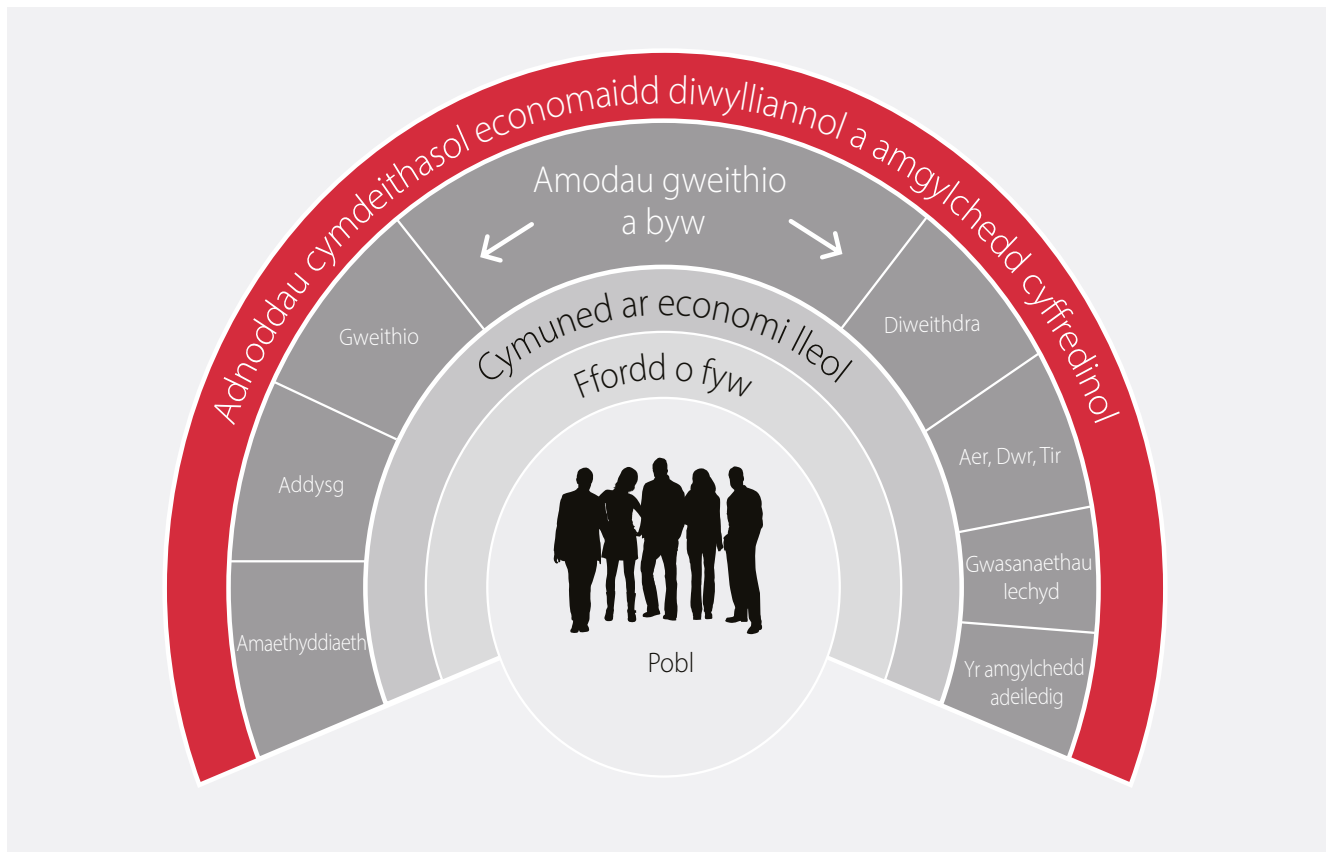 Adnoddau cymdeithasol economaidd diwylliannol a amgylchedd cyffredinol
Amodau gweithio
a byw
Cymuned ar economi lleol
Ffordd o fyw
Pobl
Gweithio
Addysg
Amaethyddiaeth
Diweithdra
Aer, Dwr, Tir
Gwasanaethau
Iechyd
Yr amgylchedd
adeiledig